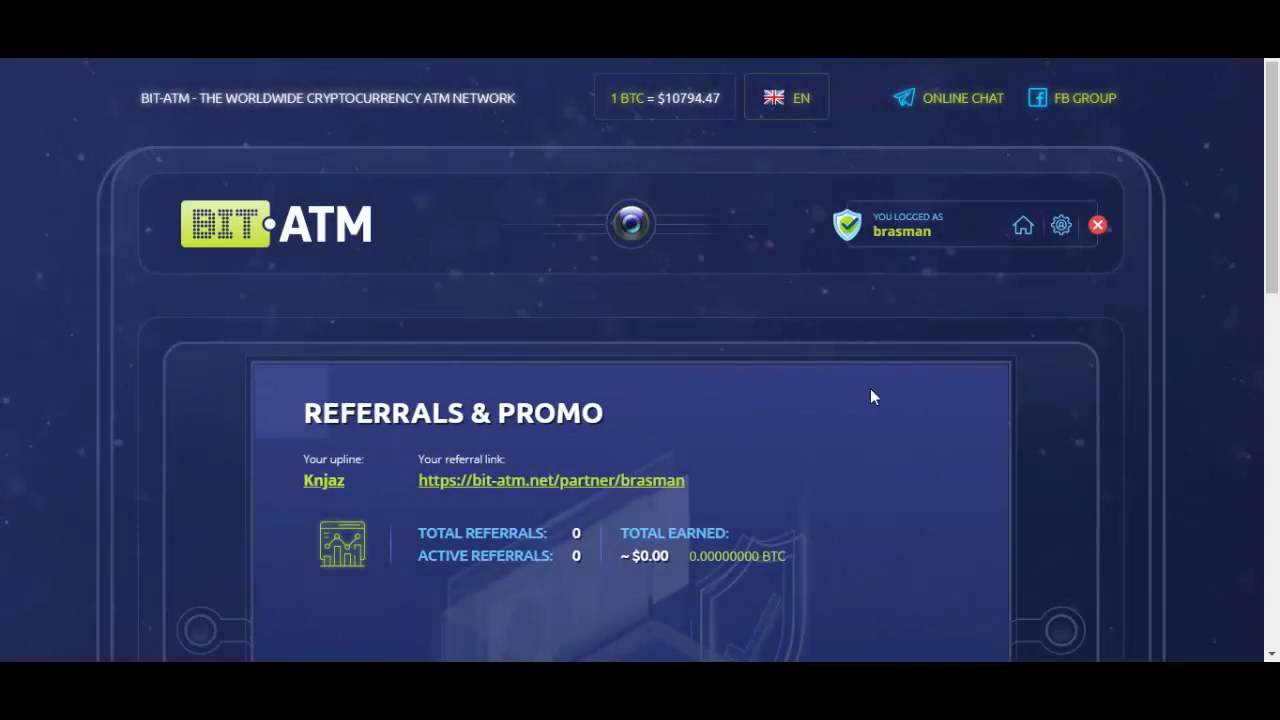 BIT-ATM - THE WORLDWIDE CRYPTOCURRENCY ATM NETWORK
1 BTC = $10794.47
EN
ONLINE CHAT
FB GROUP
BIT ATM
YOU LOGGED AS
brasman
REFERRALS & PROMO
Your upline:
Your referral link:
Knjaz
https://bit-atm.net/partner/brasman
TOTAL REFERRALS: 0
TOTAL EARNED:
ACTIVE REFERRALS: 0
~ $0.00 0.00000000 BTC